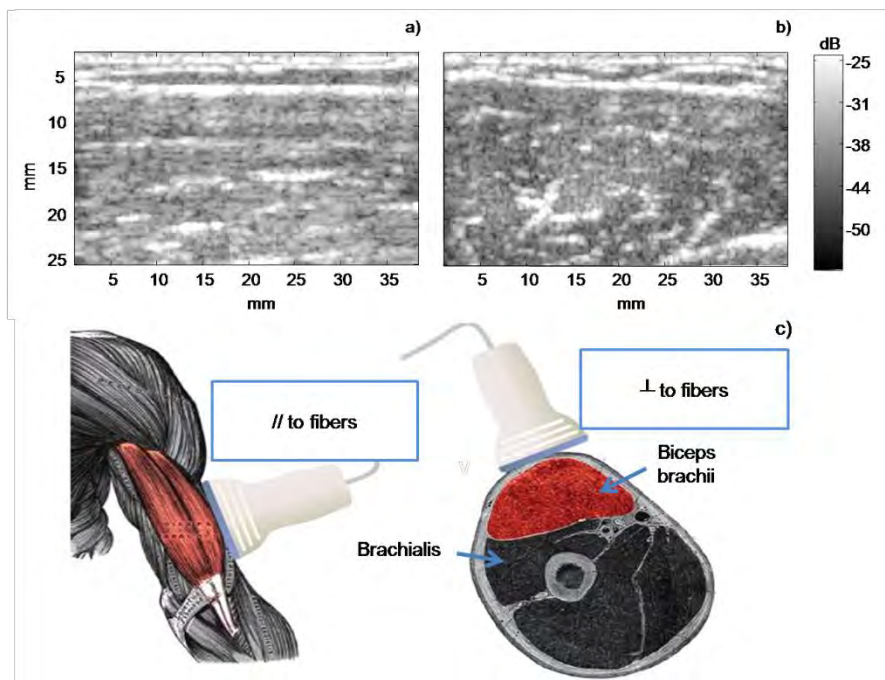 a)
b)
dB
5
10
15
20
25
mm
-25
-31
-38
-44
-50
5 10 15 20 25 30 35
mm
5 10 15 20 25 30 35
mm
c)
// to fibers
⊥ to fibers
Biceps
brachii
Brachialis